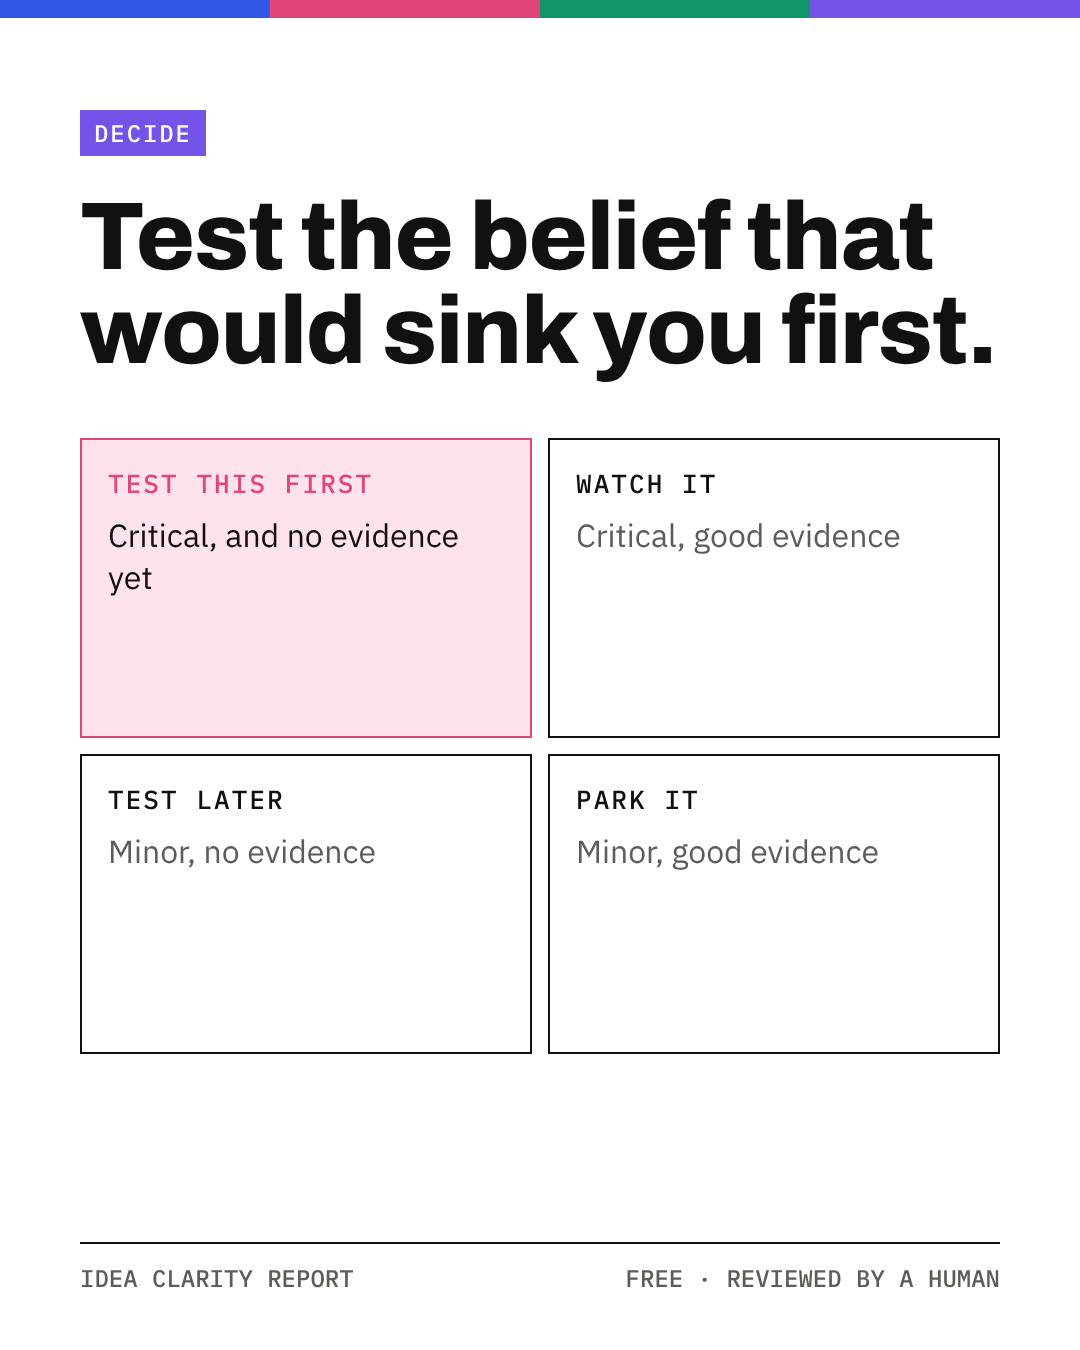 DECIDE
Test the belief that
would sink you first.
TEST THIS FIRST
Critical, and no evidence
yet
WATCH IT
Critical, good evidence
TEST LATER
Minor, no evidence
PARK IT
Minor, good evidence
IDEA CLARITY REPORT
FREE · REVIEWED BY A HUMAN